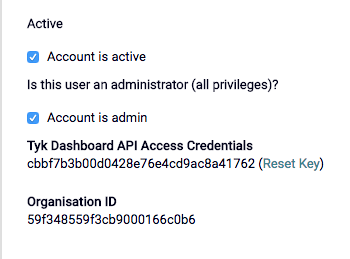 Active
Account is active
Is this user an administrator (all privileges)?
Account is admin
Tyk Dashboard API Access Credentials
cbbf7b3b00d0428e76e4cd9ac8a41762 (Reset Key)
Organisation ID
59f348559f3cb9000166c0b6